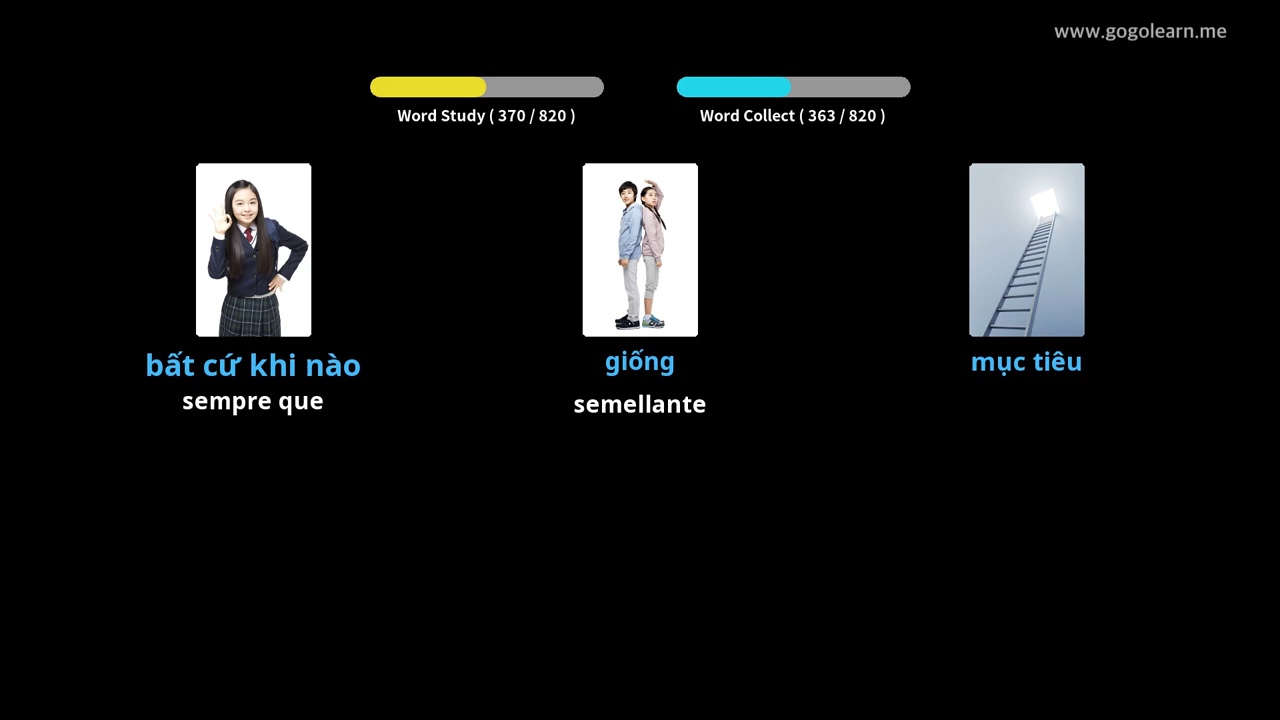 www.gogolearn.me
Word Study ( 370 / 820 )
Word Collect ( 363 / 820 )
bất cứ khi nào
sempre que
giống
semellante
mục tiêu